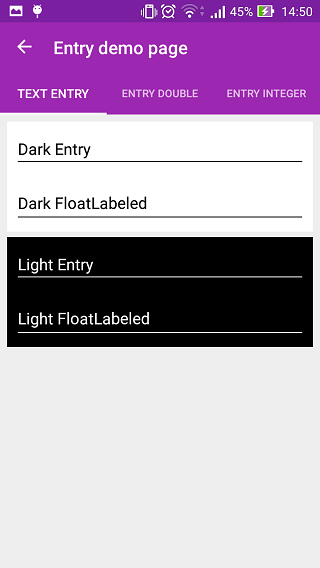 45% 14:50
Entry demo page
TEXT ENTRY ENTRY DOUBLE ENTRY INTEGER
Dark Entry
Dark FloatLabeled
Light Entry
Light FloatLabeled